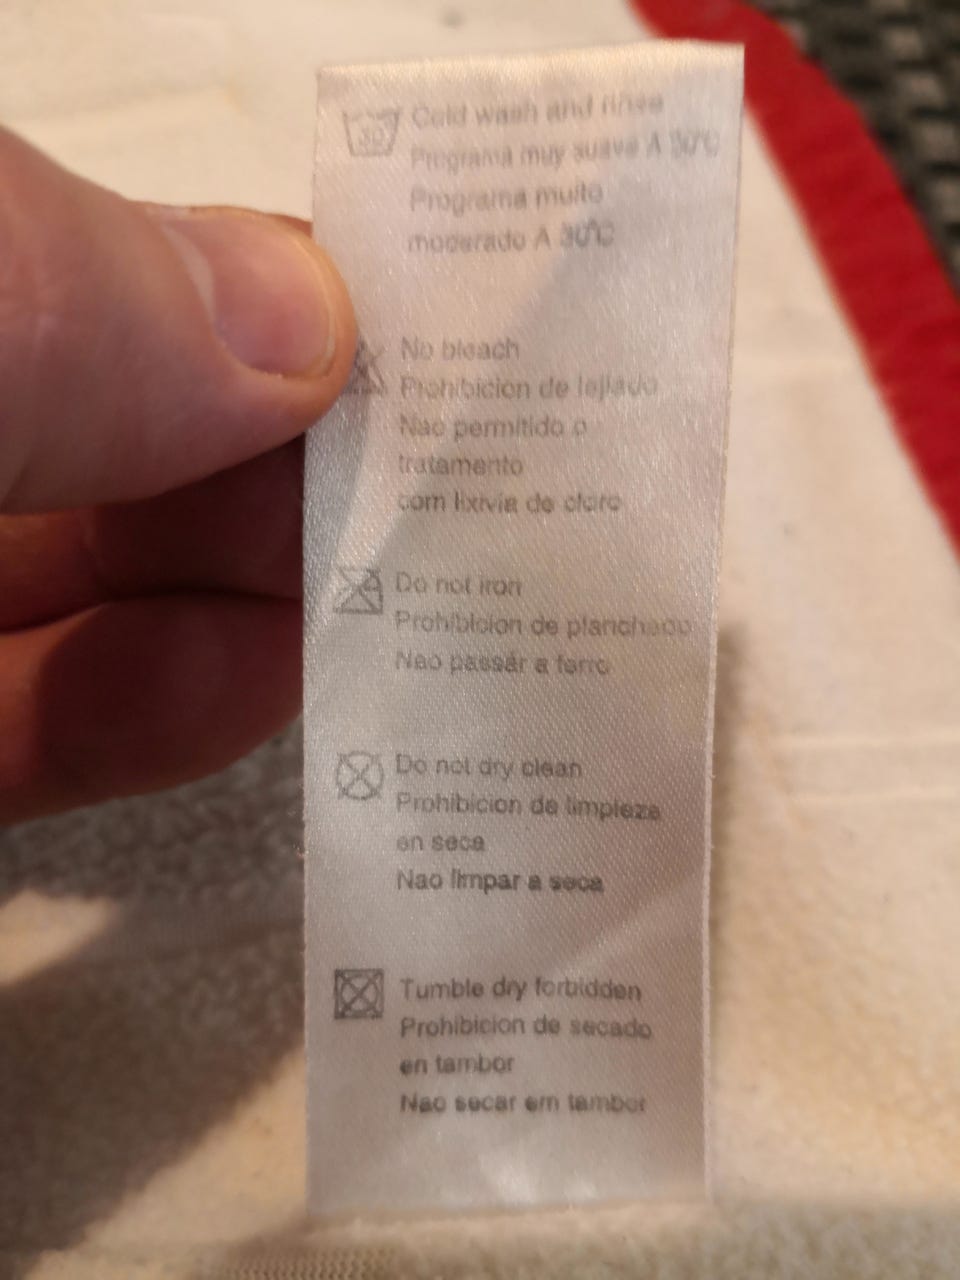 30 Cold wash and rinse
Programa muy suave A 30°C
Programa muito
moderado A 30°C
No bleach
Prohibicion de lejiado
Nao permitido o
tratamento
com lixivia de cloro
Do not iron
Prohibicion de planchado
Nao passár a ferro
Do not dry clean
Prohibicion de limpieza
en seca
Nao limpar a seca
Tumble dry forbidden
Prohibicion de secado
en tambor
Nao secar em tambor